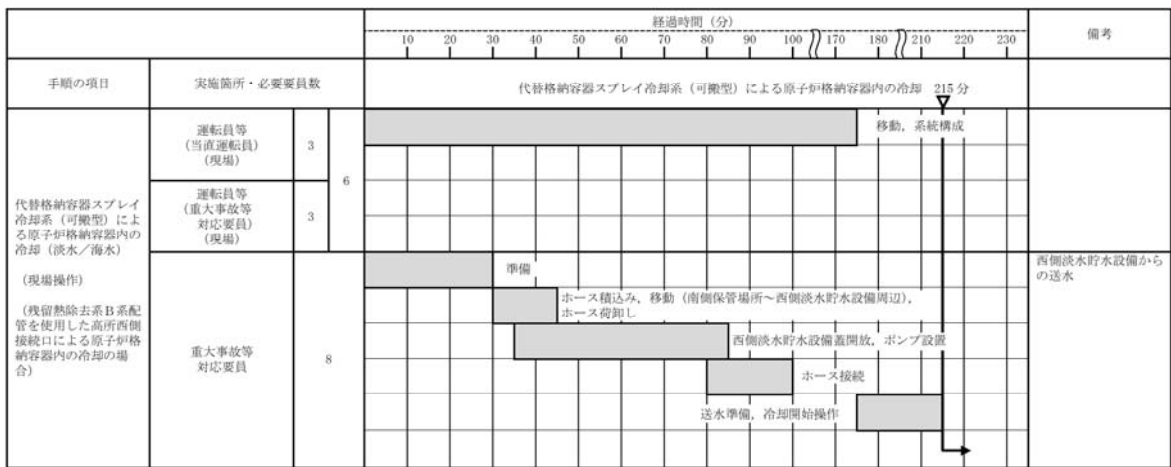 経過時間（分）
備考
10 20 30 40 50 60 70 80 90 100 170 180 210 220 230
手順の項目
実施箇所・必要要員数
代替格納容器スプレイ冷却系（可搬型）による原子炉格納容器内の冷却 215分
代替格納容器スプレイ
冷却系（可搬型）によ
る原子炉格納容器内の
冷却（淡水／海水）
（現場操作）
（残留熱除去系Ｂ系配
管を使用した高所西側
接続口による原子炉格
納容器内の冷却の場
合）
運転員等
（当直運転員）
（現場）
3
運転員等
（重大事故等
対応要員）
（現場）
3
6
移動，系統構成
重大事故等
対応要員
8
準備
ホース積込み，移動（南側保管場所～西側淡水貯水設備周辺），
ホース荷卸し
西側淡水貯水設備蓋開放，ポンプ設置
ホース接続
送水準備，冷却開始操作
西側淡水貯水設備から
の送水